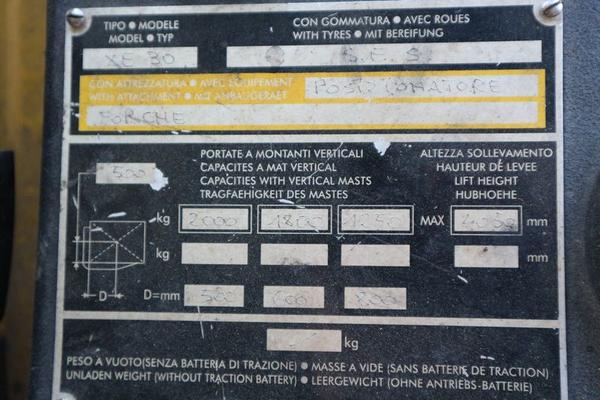 TIPO ● MODELE
MODEL ● TYP
CON GOMMATURA ● AVEC ROUES
WITH TYRES ● MIT BEREIFUNG
XE 30
S.E.S
CON ATTREZZATURA ● AVEC EQUIPEMENT
WITH ATTACHMENT ● MIT ANBAUGERAET
POSIZIONATORE
FORCHE
PORTATE A MONTANTI VERTICALI
CAPACITES A MAT VERTICAL
CAPACITIES WITH VERTICAL MASTS
TRAGFAEHIGKEIT DES MASTES
ALTEZZA SOLLEVAMENTO
HAUTEUR DE LEVEE
LIFT HEIGHT
HUBHOEHE
500
kg 2000 1800 MAX mm
kg mm
D
D=mm 500 600 800
kg
PESO A VUOTO(SENZA BATTERIA DI TRAZIONE) ● MASSE A VIDE (SANS BATTERIE DE TRACTION)
UNLADEN WEIGHT (WITHOUT TRACTION BATTERY) ● LEERGEWICHT (OHNE ANTRIEBS-BATTERIE)